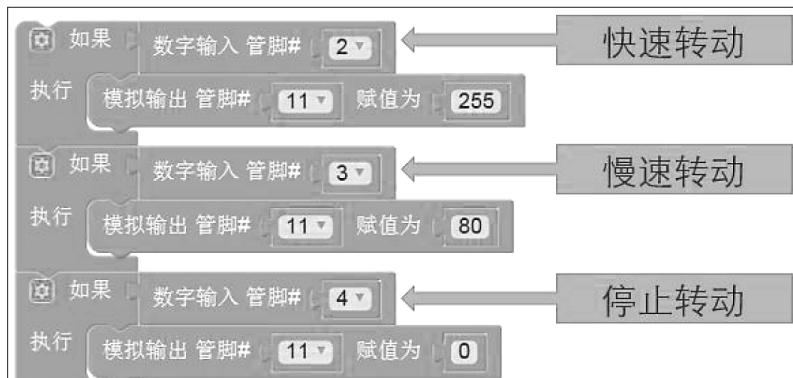 如果 数字输入 管脚# 2 快速转动
执行 模拟输出 管脚# 11 赋值为 255
如果 数字输入 管脚# 3 慢速转动
执行 模拟输出 管脚# 11 赋值为 80
如果 数字输入 管脚# 4 停止转动
执行 模拟输出 管脚# 11 赋值为 0